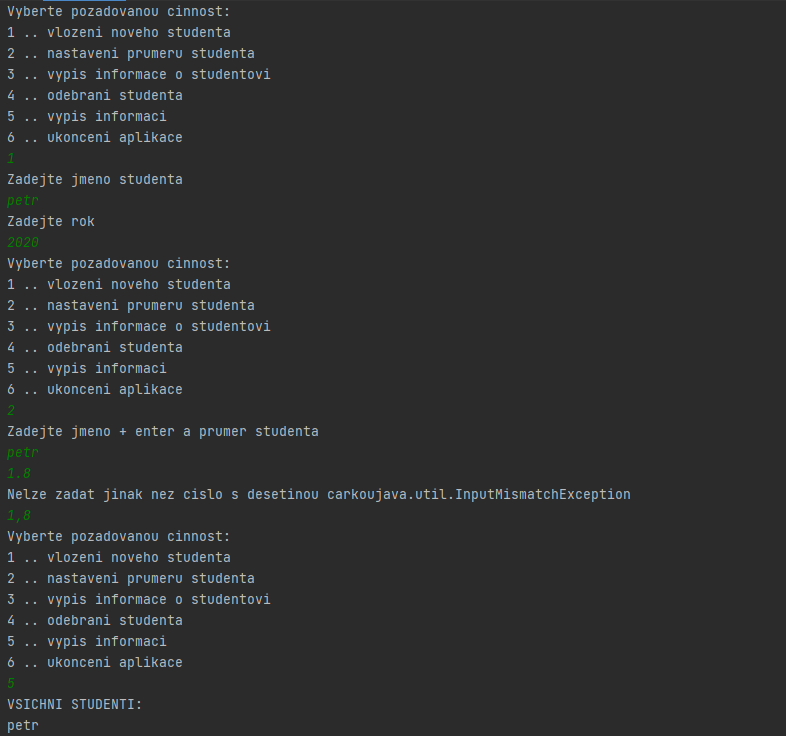 Vyberte pozadovanou cinnost:
1 .. vlozeni noveho studenta
2 .. nastaveni prumeru studenta
3 .. vypis informace o studentovi
4 .. odebrani studenta
5 .. vypis informaci
6 .. ukonceni aplikace
1
Zadejte jmeno studenta
petr
Zadejte rok
2020
Vyberte pozadovanou cinnost:
1 .. vlozeni noveho studenta
2 .. nastaveni prumeru studenta
3 .. vypis informace o studentovi
4 .. odebrani studenta
5 .. vypis informaci
6 .. ukonceni aplikace
2
Zadejte jmeno + enter a prumer studenta
petr
1.8
Nelze zadat jinak nez cislo s desetinou carkoujava.util.InputMismatchException
1,8
Vyberte pozadovanou cinnost:
1 .. vlozeni noveho studenta
2 .. nastaveni prumeru studenta
3 .. vypis informace o studentovi
4 .. odebrani studenta
5 .. vypis informaci
6 .. ukonceni aplikace
5
VSICHNI STUDENTI:
petr